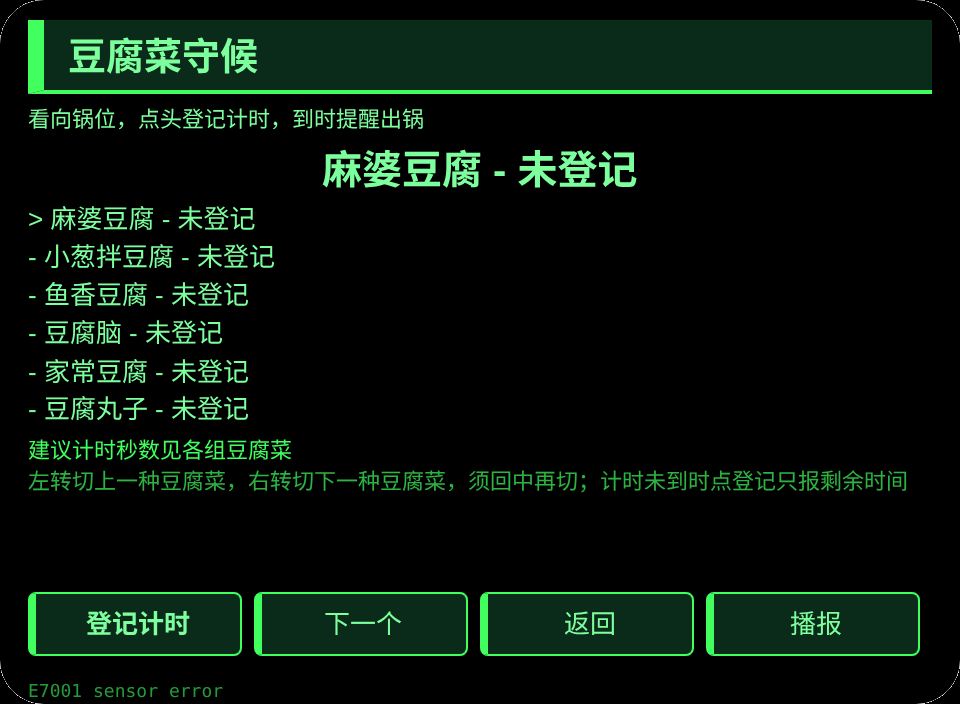 豆腐菜守候
看向锅位，点头登记计时，到时提醒出锅
麻婆豆腐 - 未登记
> 麻婆豆腐 - 未登记
- 小葱拌豆腐 - 未登记
- 鱼香豆腐 - 未登记
- 豆腐脑 - 未登记
- 家常豆腐 - 未登记
- 豆腐丸子 - 未登记
建议计时秒数见各组豆腐菜
左转切上一种豆腐菜，右转切下一种豆腐菜，须回中再切；计时未到时点登记只报剩余时间
登记计时
下一个
返回
播报
E7001 sensor error